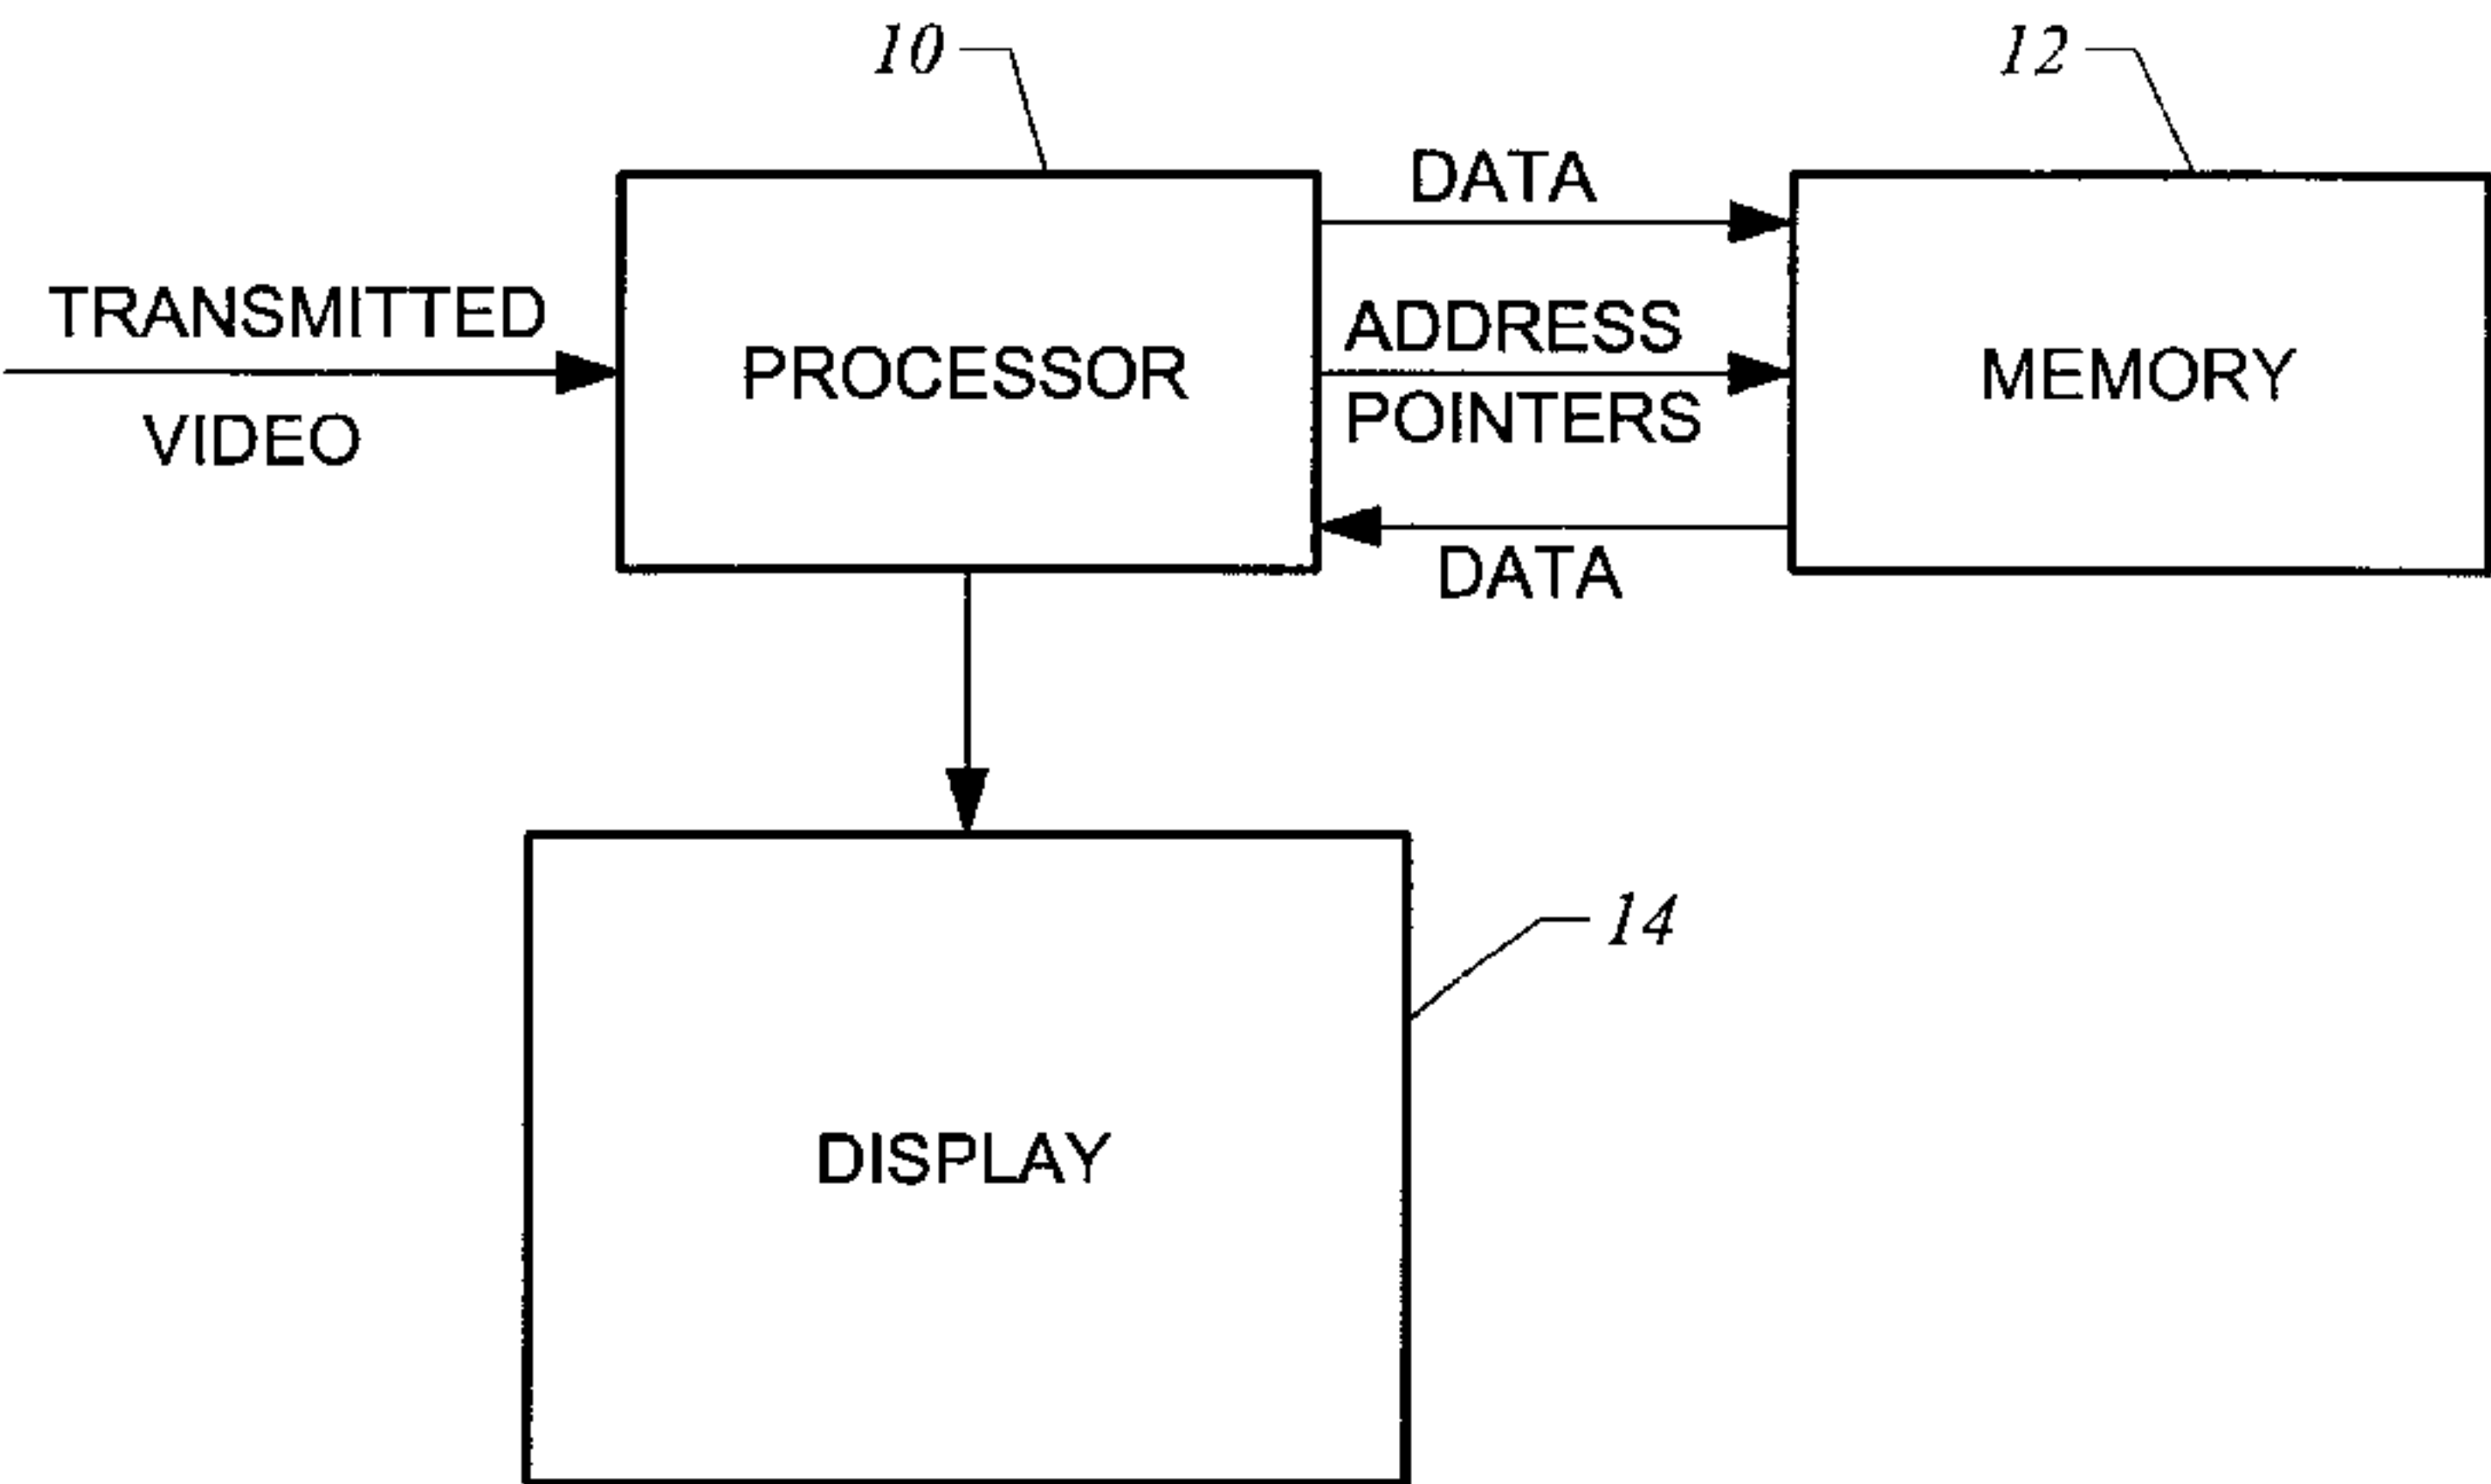 10
12
DATA
TRANSMITTED
VIDEO
PROCESSOR
ADDRESS
POINTERS
MEMORY
DATA
14
DISPLAY